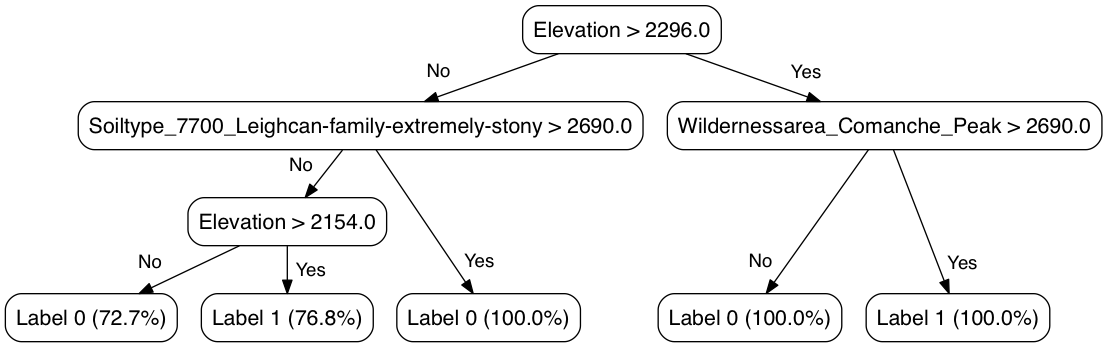 Elevation > 2296.0
No
Yes
Soiltype_7700_Leighcan-family-extremely-stony > 2690.0
Wildernessarea_Comanche_Peak > 2690.0
No
Elevation > 2154.0
No
Yes
Yes
No
Yes
Label 0 (72.7%)
Label 1 (76.8%)
Label 0 (100.0%)
Label 0 (100.0%)
Label 1 (100.0%)